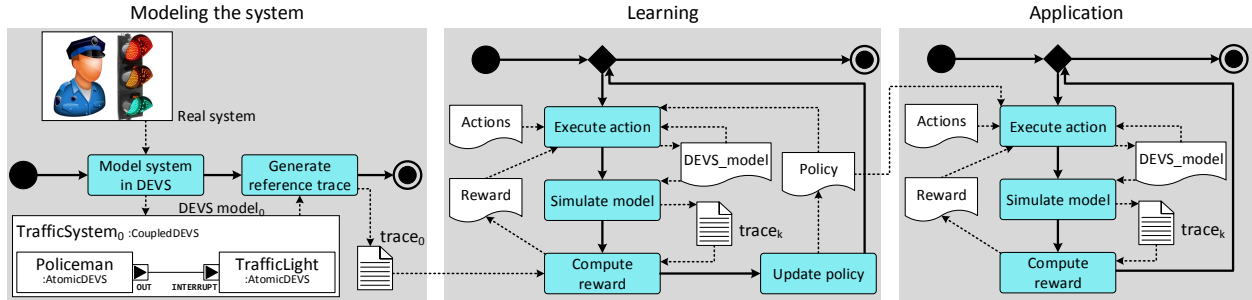 Modeling the system
Real system
Model system
in DEVS
Generate
reference trace
DEVS model0
TrafficSystem0 :CoupledDEVS
Policeman
:AtomicDEVS
OUT
INTERRUPT
TrafficLight
:AtomicDEVS
trace0
Learning
Actions
Execute action
DEVS_model
Policy
Reward
Simulate model
tracek
Compute
reward
Update policy
Application
Actions
Execute action
DEVS_model
Reward
Simulate model
tracek
Compute
reward